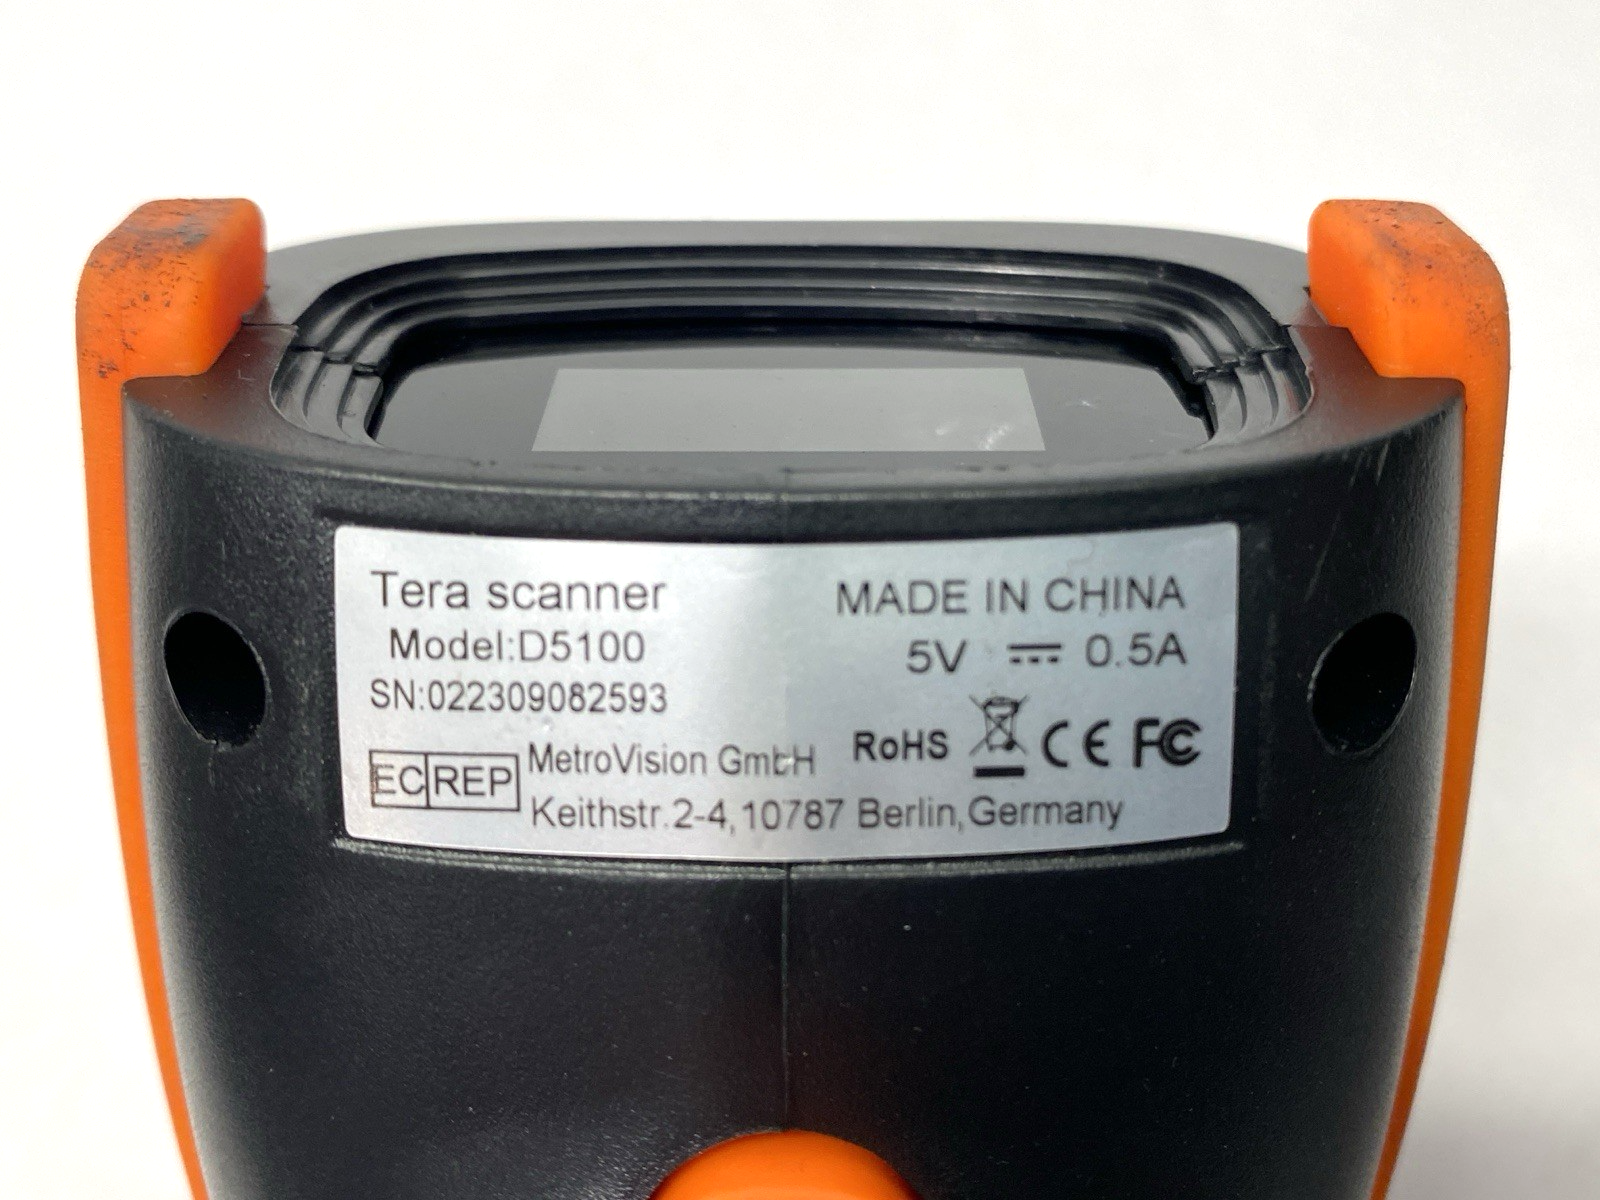 Tera scanner
Model:D5100
SN:022309082593
MADE IN CHINA
5V ⎓ 0.5A
RoHS CE FC
EC REP
MetroVision GmbH
Keithstr.2-4,10787 Berlin,Germany